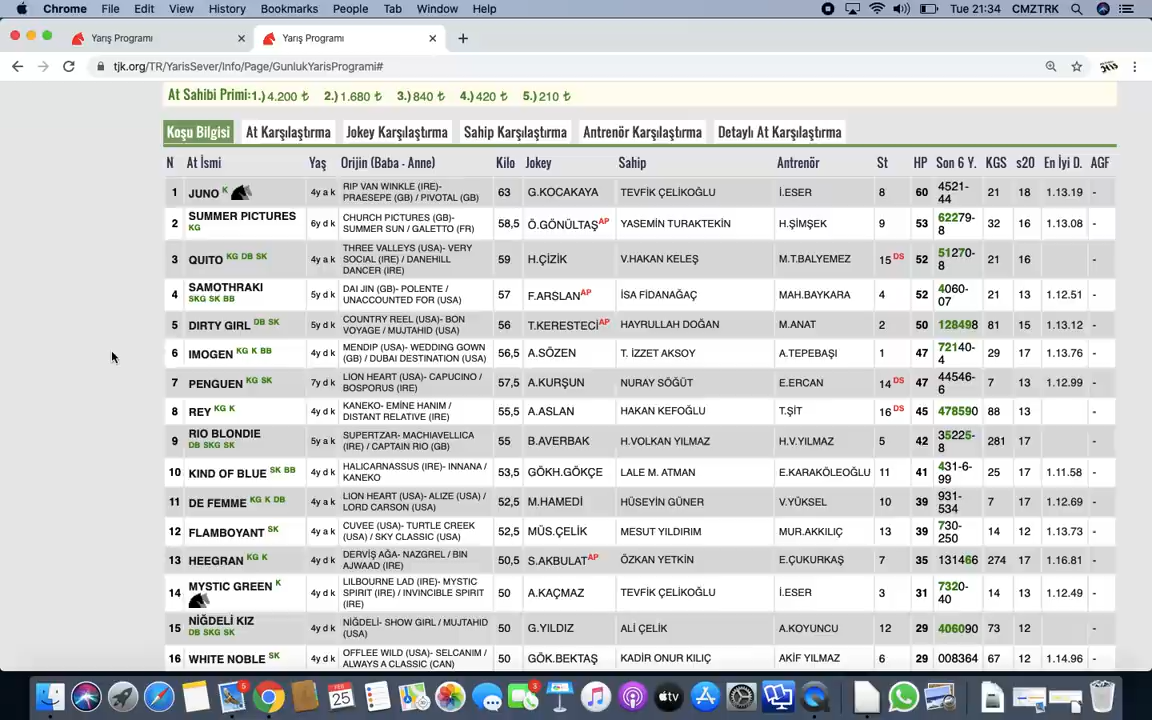 Chrome File Edit View History Bookmarks People Tab Window Help Tue 21:34 CMZTRK
Yarış Programı Yarış Programı
tjk.org/TR/YarisSever/Info/Page/GunlukYarisProgrami#
At Sahibi Primi:1.) 4.200 ₺ 2.) 1.680 ₺ 3.) 840 ₺ 4.) 420 ₺ 5.) 210 ₺
Koşu Bilgisi At Karşılaştırma Jokey Karşılaştırma Sahip Karşılaştırma Antrenör Karşılaştırma Detaylı At Karşılaştırma
N At İsmi Yaş Orijin (Baba - Anne) Kilo Jokey Sahip Antrenör St HP Son 6 Y. KGS s20 En İyi D. AGF
1 JUNO K 4y a k RIP VAN WINKLE (IRE)- PRAESEPE (GB) / PIVOTAL (GB) 63 G.KOCAKAYA TEVFİK ÇELİKOĞLU İ.ESER 8 60 4521-44 21 18 1.13.19 -
2 SUMMER PICTURES KG 6y d k CHURCH PICTURES (GB)- SUMMER SUN / GALETTO (FR) 58,5 Ö.GÖNÜLTAŞ AP YASEMİN TURAKTEKİN H.ŞİMŞEK 9 53 62279-8 32 16 1.13.08 -
3 QUITO KG DB SK 4y a k THREE VALLEYS (USA)- VERY SOCIAL (IRE) / DANEHILL DANCER (IRE) 59 H.ÇİZİK V.HAKAN KELEŞ M.T.BALYEMEZ 15 DS 52 51270-8 21 16 -
4 SAMOTHRAKI SKG SK BB 5y d k DAI JIN (GB)- POLENTE / UNACCOUNTED FOR (USA) 57 F.ARSLAN AP İSA FİDANAĞAÇ MAH.BAYKARA 4 52 4060-07 21 13 1.12.51 -
5 DIRTY GIRL DB SK 5y d k COUNTRY REEL (USA)- BON VOYAGE / MUJTAHID (USA) 56 T.KERESTECİ AP HAYRULLAH DOĞAN M.ANAT 2 50 128498 81 15 1.13.12 -
6 IMOGEN KG K BB 4y d k MENDIP (USA)- WEDDING GOWN (GB) / DUBAI DESTINATION (USA) 56,5 A.SÖZEN T. İZZET AKSOY A.TEPEBAŞI 1 47 72140-4 29 17 1.13.76 -
7 PENGUEN KG SK 7y d k LION HEART (USA)- CAPUCINO / BOSPORUS (IRE) 57,5 A.KURŞUN NURAY SÖĞÜT E.ERCAN 14 DS 47 44546-6 7 13 1.12.99 -
8 REY KG K 4y d k KANEKO- EMİNE HANIM / DISTANT RELATIVE (IRE) 55,5 A.ASLAN HAKAN KEFOĞLU T.ŞİT 16 DS 45 478590 88 13 -
9 RIO BLONDIE DB SKG SK 5y a k SUPERTZAR- MACHIAVELLICA (IRE) / CAPTAIN RIO (GB) 55 B.AVERBAK H.VOLKAN YILMAZ H.V.YILMAZ 5 42 35225-8 281 17 -
10 KIND OF BLUE SK BB 4y d k HALICARNASSUS (IRE)- INNANA / KANEKO 53,5 GÖKH.GÖKÇE LALE M. ATMAN E.KARAKÖLEOĞLU 11 41 431-6-99 25 17 1.11.58 -
11 DE FEMME KG K DB 4y a k LION HEART (USA)- ALIZE (USA) / LORD CARSON (USA) 52,5 M.HAMEDİ HÜSEYİN GÜNER V.YÜKSEL 10 39 931-534 7 17 1.12.69 -
12 FLAMBOYANT SK 4y a k CUVEE (USA)- TURTLE CREEK (USA) / SKY CLASSIC (USA) 52,5 MÜS.ÇELİK MESUT YILDIRIM MUR.AKKILIÇ 13 39 730-250 14 12 1.13.73 -
13 HEEGRAN KG K 4y d k DERVİŞ AĞA- NAZGREL / BIN AJWAAD (IRE) 50,5 S.AKBULAT AP ÖZKAN YETKİN E.ÇUKURKAŞ 7 35 131466 274 17 1.16.81 -
14 MYSTIC GREEN K 4y d k LILBOURNE LAD (IRE)- MYSTIC SPIRIT (IRE) / INVINCIBLE SPIRIT (IRE) 50 A.KAÇMAZ TEVFİK ÇELİKOĞLU İ.ESER 3 31 7320-40 14 13 1.12.49 -
15 NİĞDELİ KIZ DB SKG SK 4y d k NİĞDELİ- SHOW GIRL / MUJTAHID (USA) 50 G.YILDIZ ALİ ÇELİK A.KOYUNCU 12 29 406090 73 12 -
16 WHITE NOBLE SK 4y d k OFFLEE WILD (USA)- SELCANIM / ALWAYS A CLASSIC (CAN) 50 GÖK.BEKTAŞ KADİR ONUR KILIÇ AKİF YILMAZ 6 29 008364 67 12 1.14.96 -
5 FEB 25 3 tv